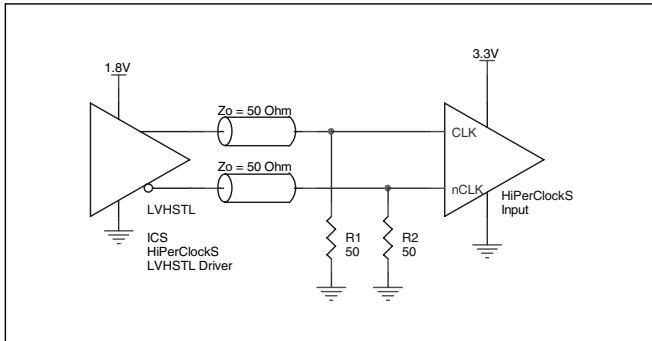 1.8V
3.3V
Zo = 50 Ohm
CLK
Zo = 50 Ohm
nCLK
HiPerClockS
Input
LVHSTL
ICS
HiPerClockS
LVHSTL Driver
R1
50
R2
50